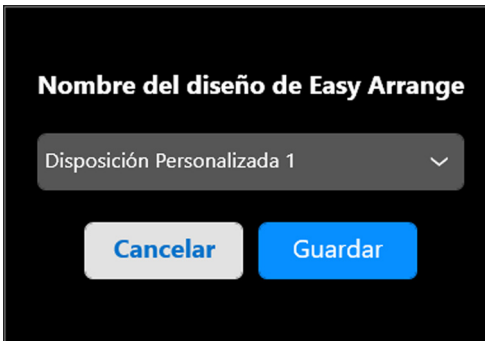 Nombre del diseño de Easy Arrange
Disposición Personalizada 1
Cancelar
Guardar